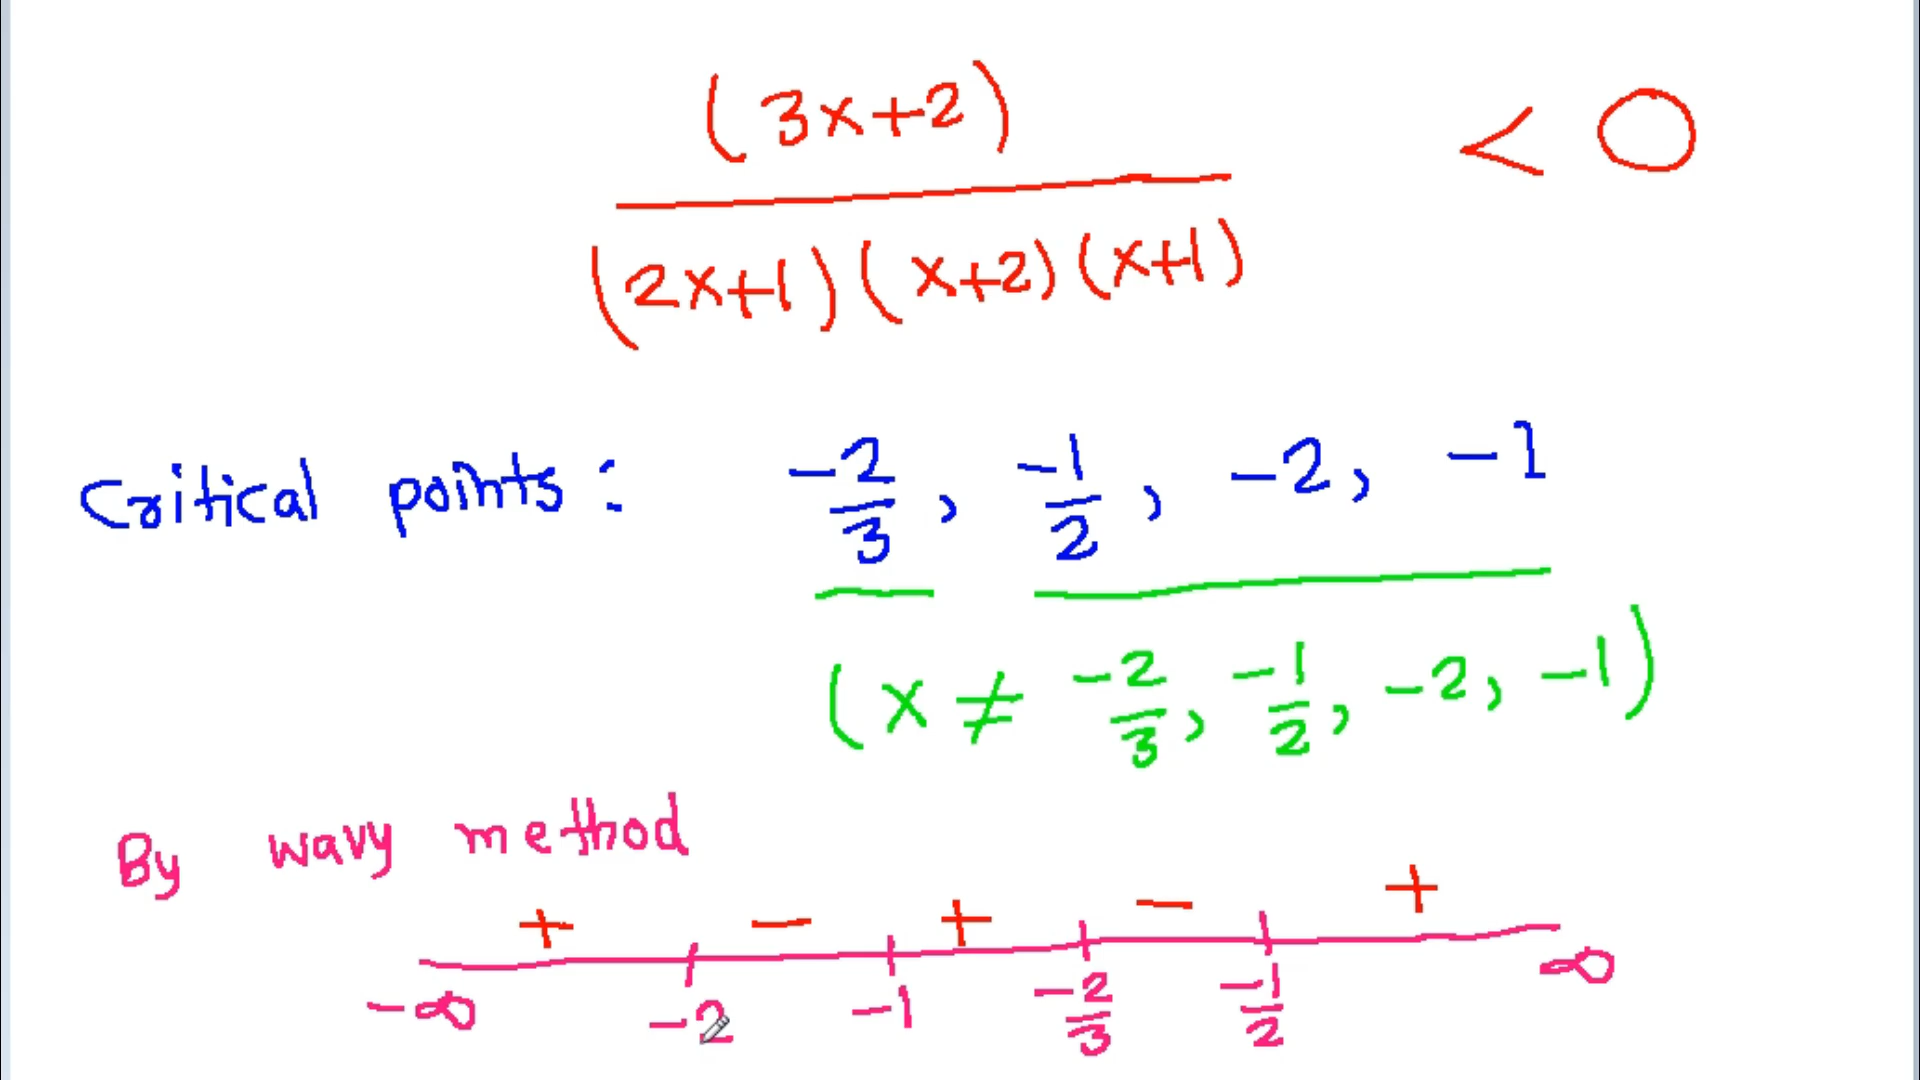 (3x+2) < 0
(2x+1)(x+2)(x+1)
Critical points : -2/3, -1/2, -2, -1
(x ≠ -2/3, -1/2, -2, -1)
By wavy method
+ - + - +
-∞ -2 -1 -2/3 -1/2 ∞